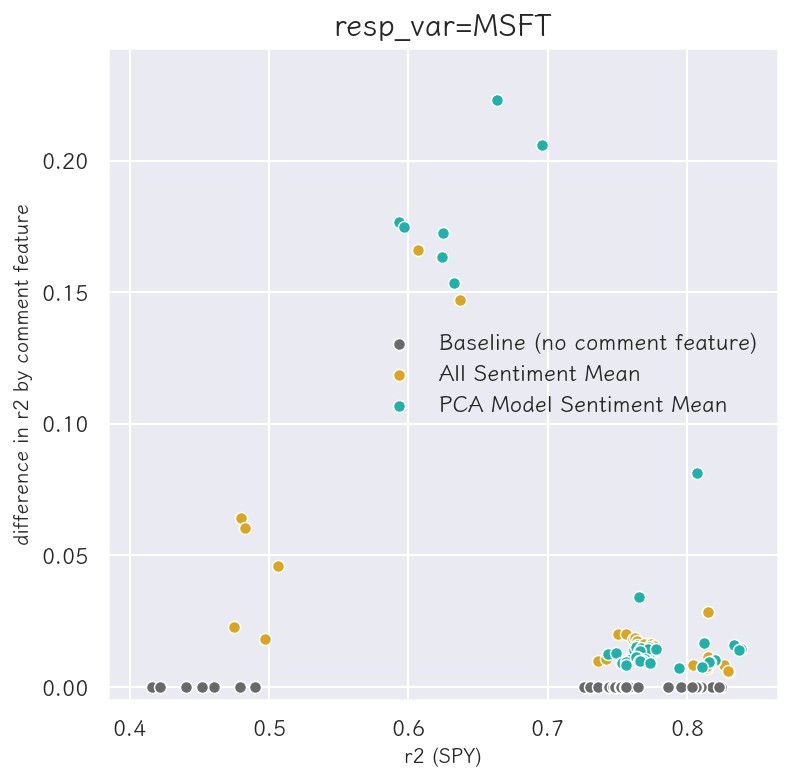 resp_var=MSFT
difference in r2 by comment feature
0.20
0.15
0.10
0.05
0.00
Baseline (no comment feature)
All Sentiment Mean
PCA Model Sentiment Mean
0.4 0.5 0.6 0.7 0.8
r2 (SPY)